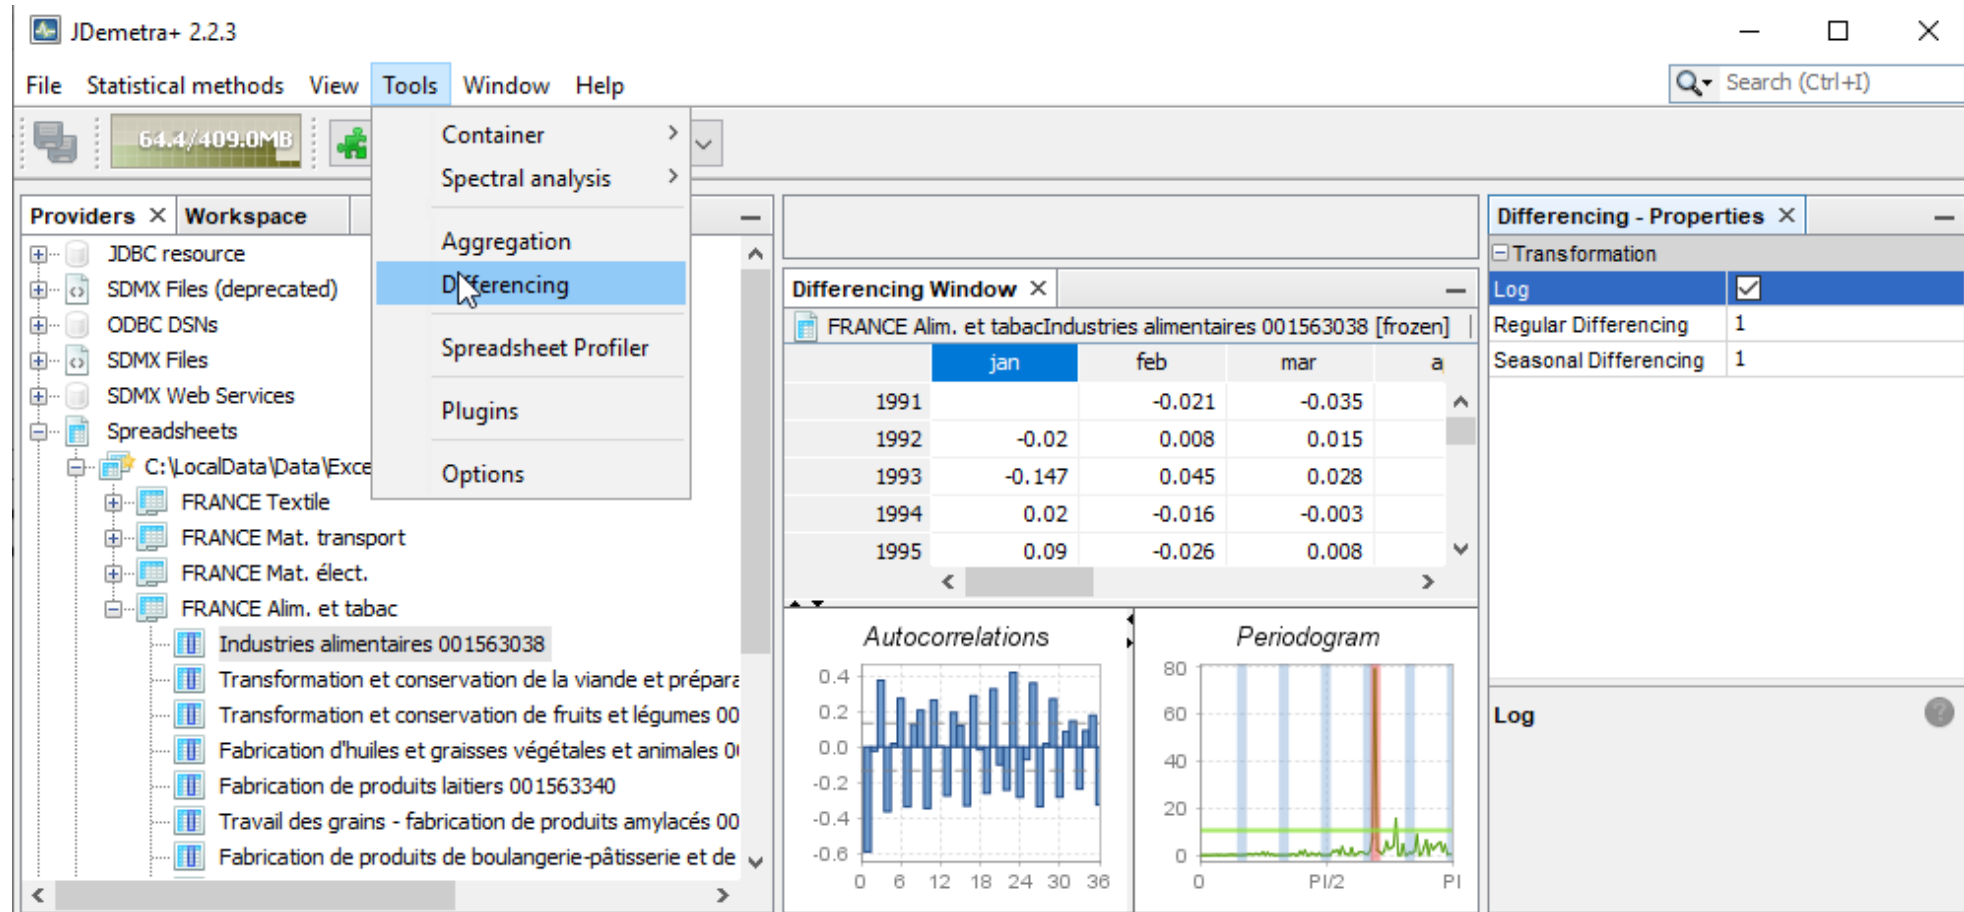 JDemetra+ 2.2.3
File Statistical methods View Tools Window Help
Search (Ctrl+I)
64.4/409.0MB
Container
Spectral analysis
Aggregation
Differencing
Spreadsheet Profiler
Plugins
Options
Providers Workspace
JDBC resource
SDMX Files (deprecated)
ODBC DSNs
SDMX Files
SDMX Web Services
Spreadsheets
C:\LocalData\Data\Exce
FRANCE Textile
FRANCE Mat. transport
FRANCE Mat. élect.
FRANCE Alim. et tabac
Industries alimentaires 001563038
Transformation et conservation de la viande et prépara
Transformation et conservation de fruits et légumes 00
Fabrication d'huiles et graisses végétales et animales 0
Fabrication de produits laitiers 001563340
Travail des grains - fabrication de produits amylacés 00
Fabrication de produits de boulangerie-pâtisserie et de
Differencing Window
FRANCE Alim. et tabacIndustries alimentaires 001563038 [frozen]
jan feb mar a
1991 -0.021 -0.035
1992 -0.02 0.008 0.015
1993 -0.147 0.045 0.028
1994 0.02 -0.016 -0.003
1995 0.09 -0.026 0.008
Autocorrelations
0.4
0.2
0.0
-0.2
-0.4
-0.6
0 6 12 18 24 30 36
Periodogram
80
60
40
20
0
0 PI/2 PI
Differencing - Properties
Transformation
Log
Regular Differencing 1
Seasonal Differencing 1
Log